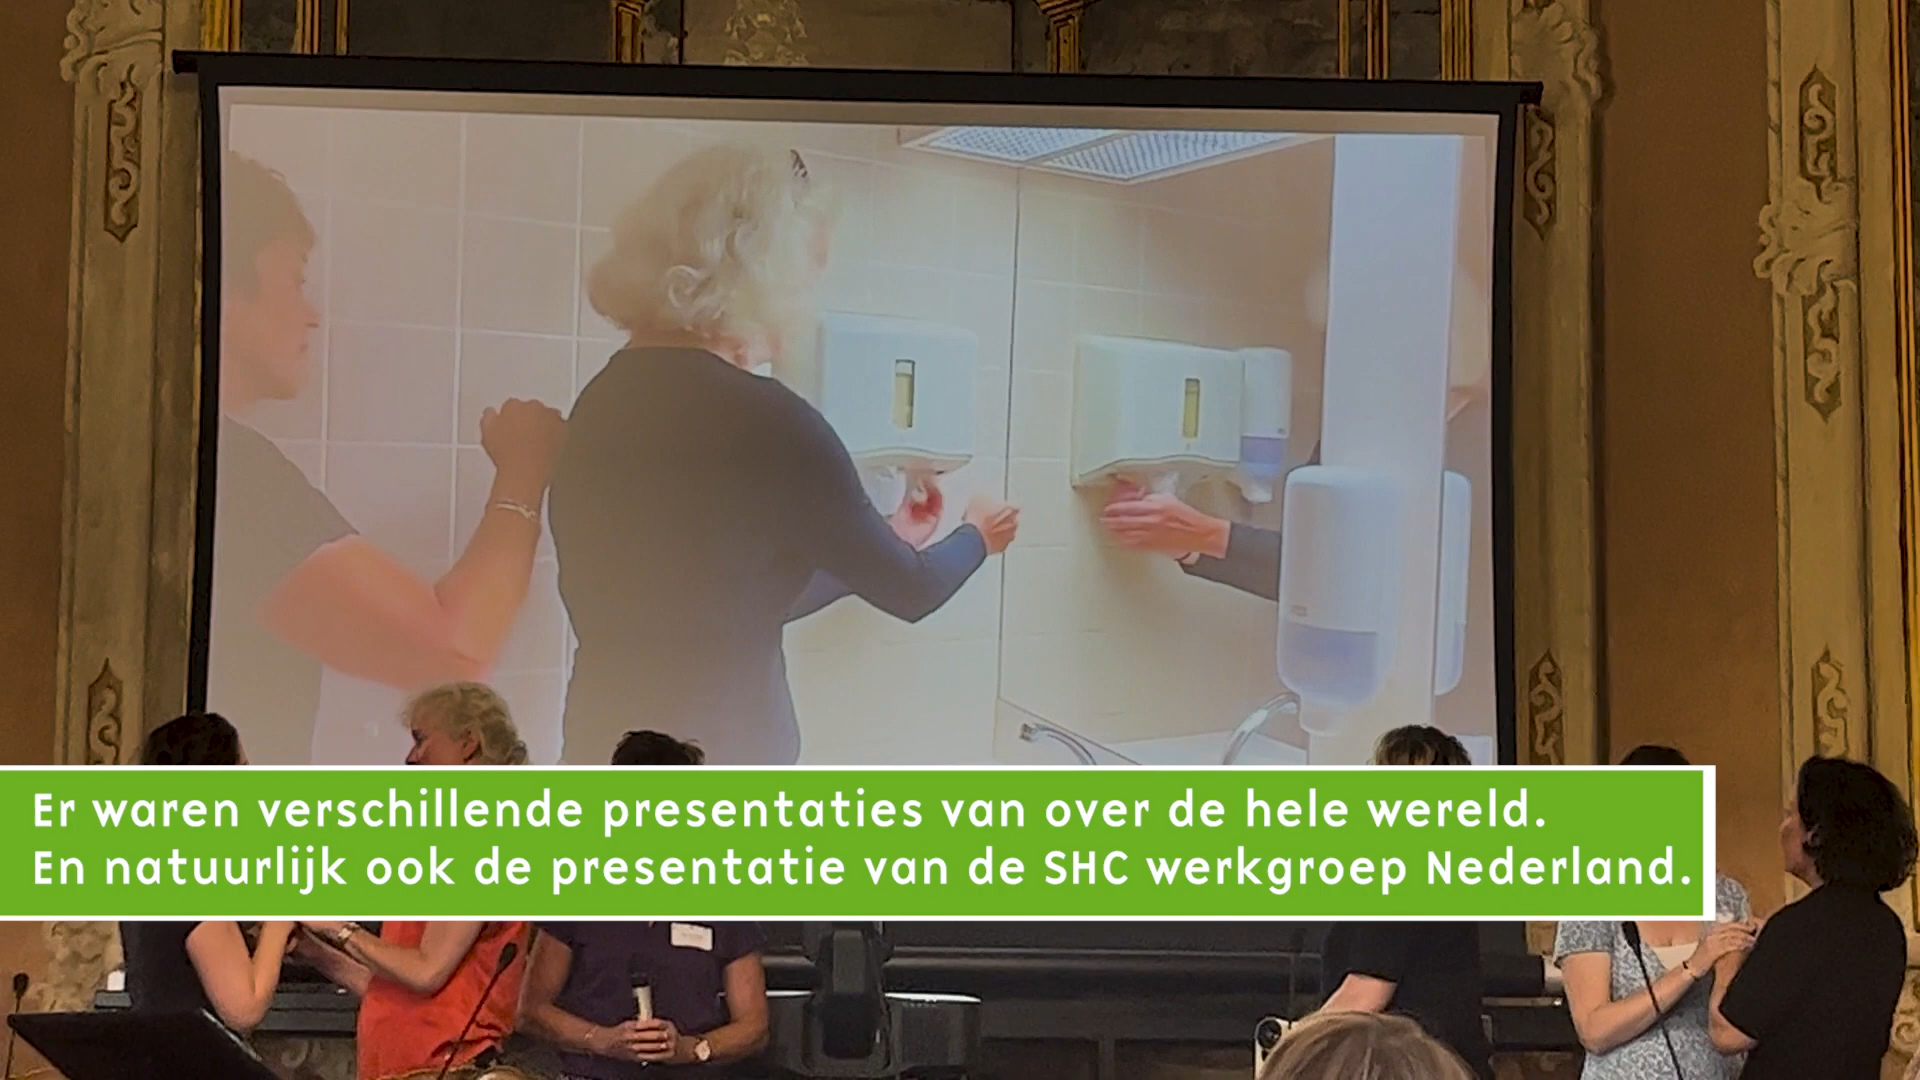 Er waren verschillende presentaties van over de hele wereld.
En natuurlijk ook de presentatie van de SHC werkgroep Nederland.